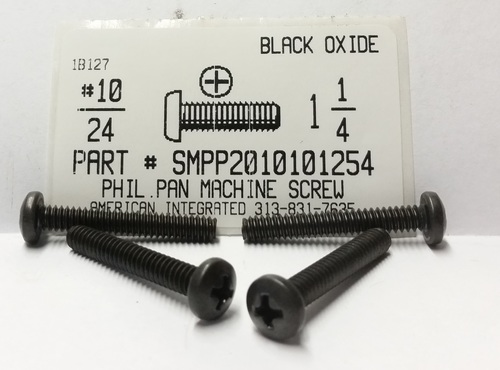 BLACK OXIDE
1B127
#10
24
1 1/4
PART # SMPP2010101254
PHIL.PAN MACHINE SCREW
AMERICAN INTEGRATED 313-831-7635